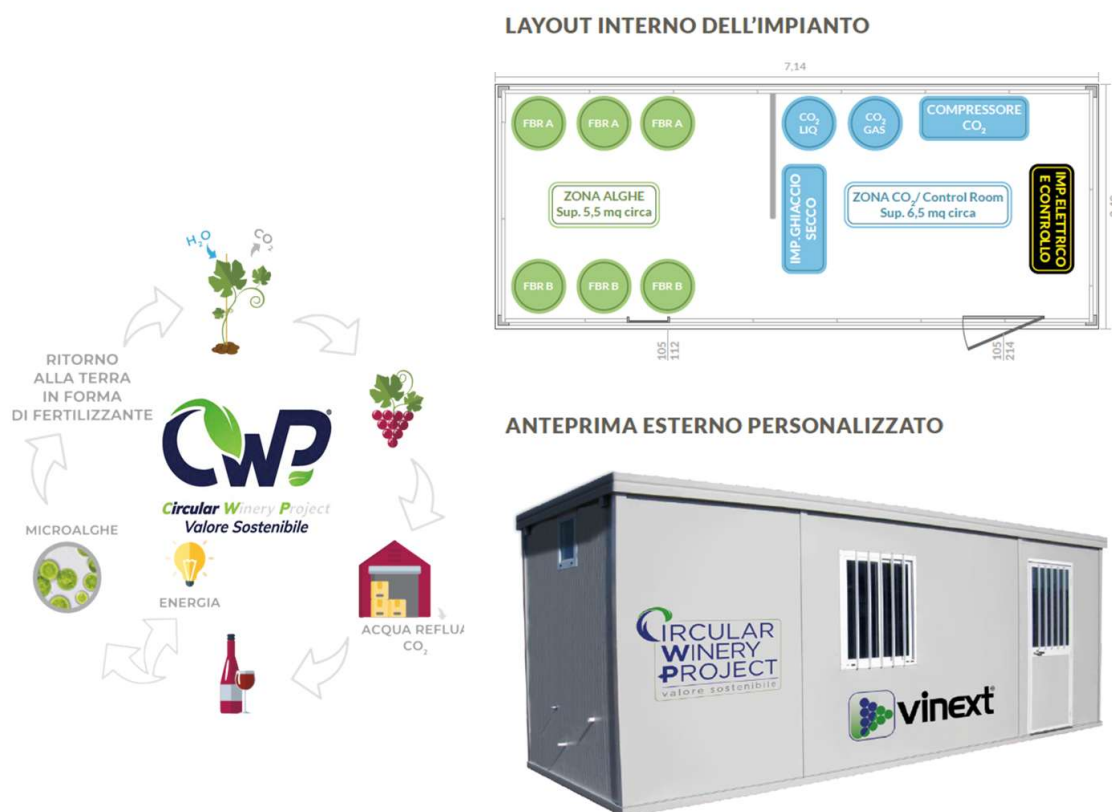 LAYOUT INTERNO DELL'IMPIANTO
7,14
FBR A
FBR A
FBR A
CO₂
LIQ
CO₂
GAS
COMPRESSORE
CO₂
ZONA ALGHE
Sup. 5,5 mq circa
IMP.GHIACCIO
SECCO
ZONA CO₂/ Control Room
Sup. 6,5 mq circa
IMP.ELETTRICO
E CONTROLLO
FBR B
FBR B
FBR B
105
112
105
214
H₂O
CO₂
RITORNO
ALLA TERRA
IN FORMA
DI FERTILIZZANTE
CWP®
Circular Winery Project
Valore Sostenibile
MICROALGHE
ENERGIA
ACQUA REFLUA
CO₂
ANTEPRIMA ESTERNO PERSONALIZZATO
CIRCULAR
WINERY
PROJECT
valore sostenibile
vinext®